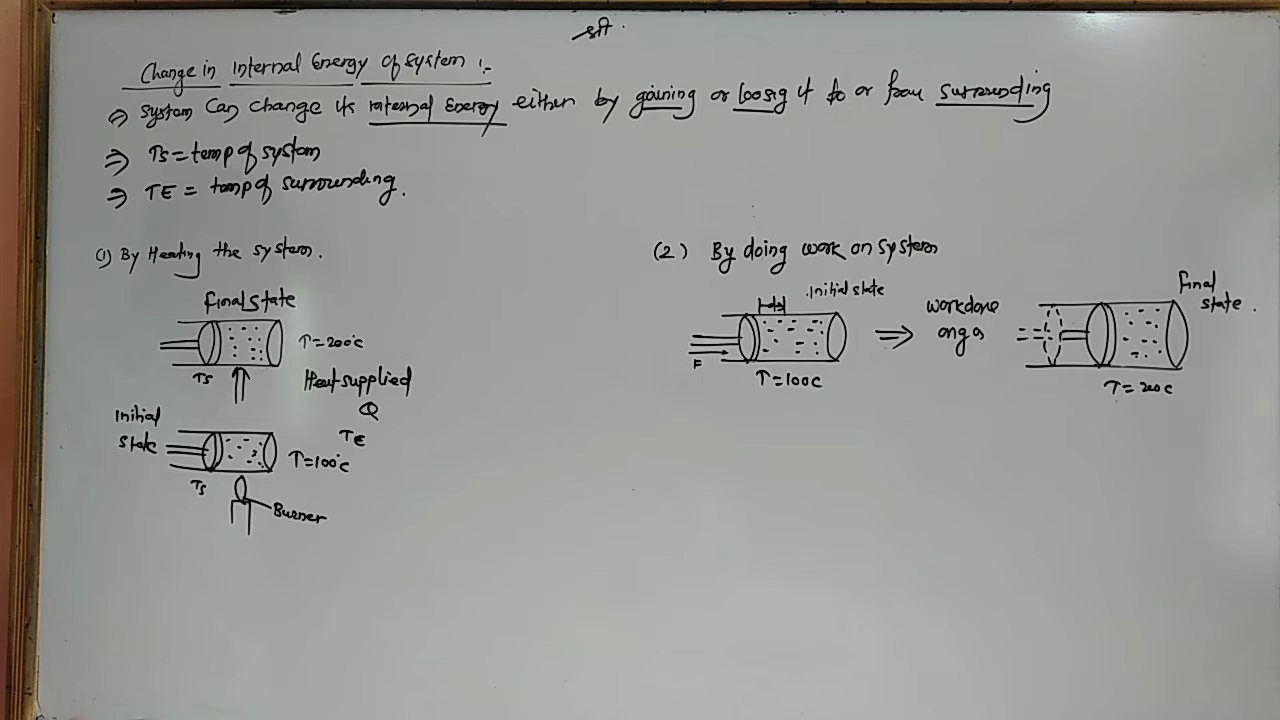 श्री.
Change in internal Energy of system :-
⇒ System Can change its internal Energy either by gaining or loosig it to or from surrounding
⇒ Ts = temp of system
⇒ TE = temp of surrounding.
(1) By Heating the system.
final state
T=200°c
Ts
Heat supplied
Q
TE
Initial
state
T=100°c
Ts
Burner
(2) By doing work on system
Initial state
F
T=100c
workdone
on gas
final
state.
T=200c